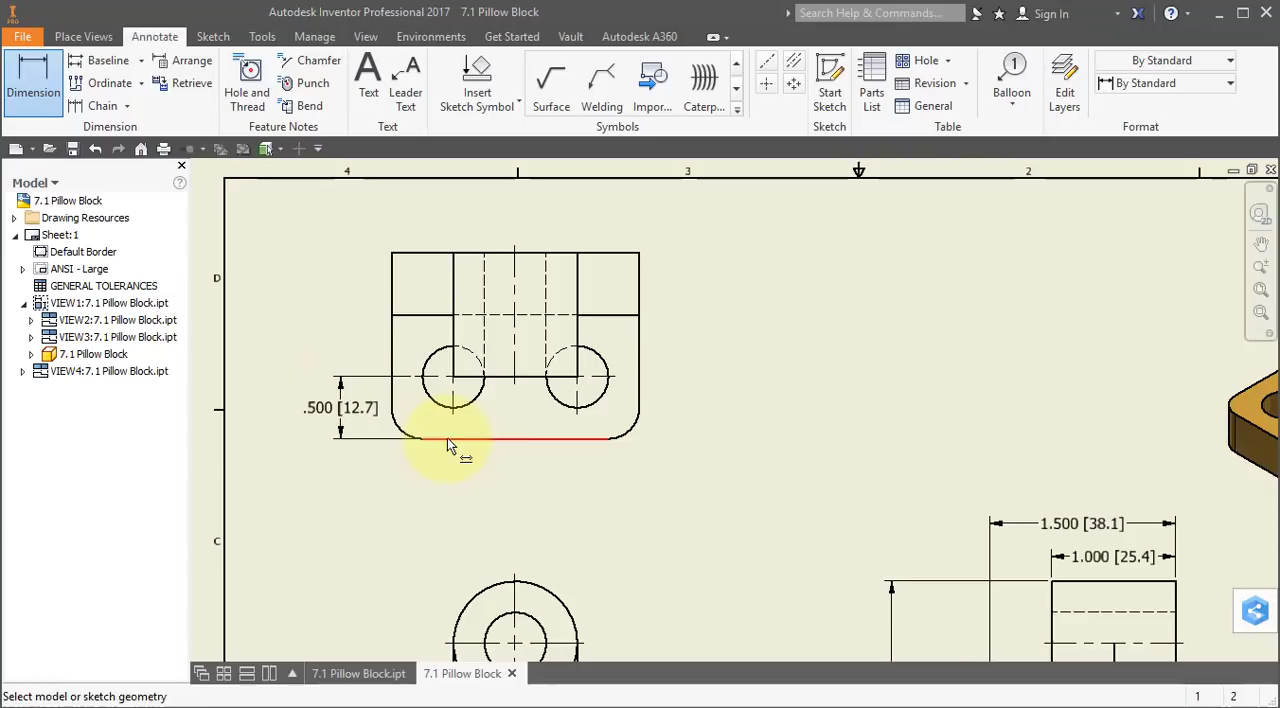 Autodesk Inventor Professional 2017 7.1 Pillow Block
Search Help & Commands...
Sign In
PRO
File Place Views Annotate Sketch Tools Manage View Environments Get Started Vault Autodesk A360
Dimension
Baseline
Ordinate
Chain
Arrange
Retrieve
Dimension
Hole and Thread
Chamfer
Punch
Bend
Feature Notes
Text
Leader Text
Text
Insert Sketch Symbol
Surface
Welding
Impor...
Caterp...
Symbols
Start Sketch
Sketch
Parts List
Hole
Revision
General
Table
Balloon
1
Edit Layers
By Standard
By Standard
Format
Model
7.1 Pillow Block
Drawing Resources
Sheet:1
Default Border
ANSI - Large
GENERAL TOLERANCES
VIEW1:7.1 Pillow Block.ipt
VIEW2:7.1 Pillow Block.ipt
VIEW3:7.1 Pillow Block.ipt
7.1 Pillow Block
VIEW4:7.1 Pillow Block.ipt
4 3 2
D
C
2D
.500 [12.7]
1.500 [38.1]
1.000 [25.4]
7.1 Pillow Block.ipt
7.1 Pillow Block
Select model or sketch geometry
1 2